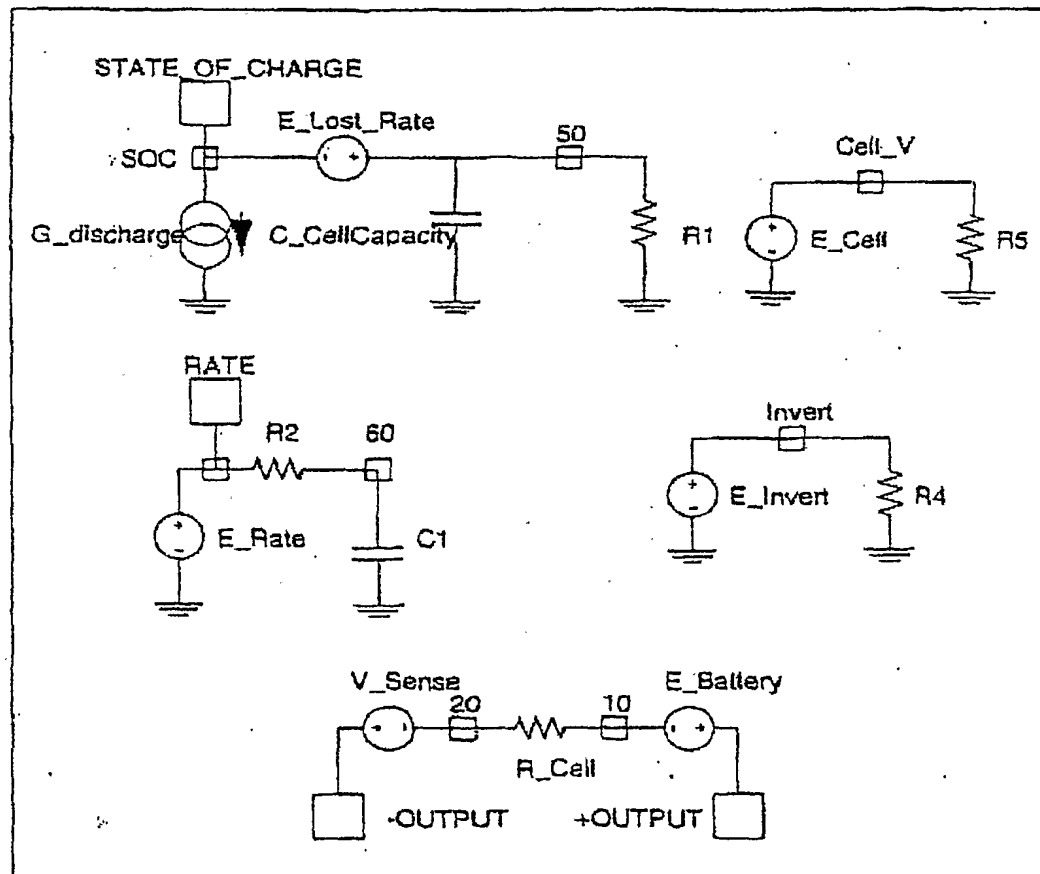 STATE_OF_CHARGE
E_Lost_Rate
50
SOC
Cell_V
G_discharge
C_CellCapacity
R1
E_Cell
R5
RATE
R2
60
Invert
E_Rate
C1
E_Invert
R4
V_Sense
E_Battery
20
10
R_Cell
-OUTPUT
+OUTPUT